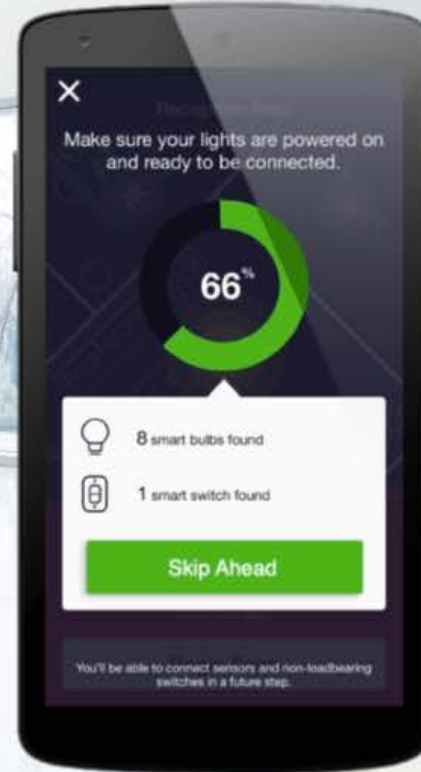 Make sure your lights are powered on
and ready to be connected.
66%
8 smart bulbs found
1 smart switch found
Skip Ahead
You'll be able to connect sensors and non-loadbearing
switches in a future step.